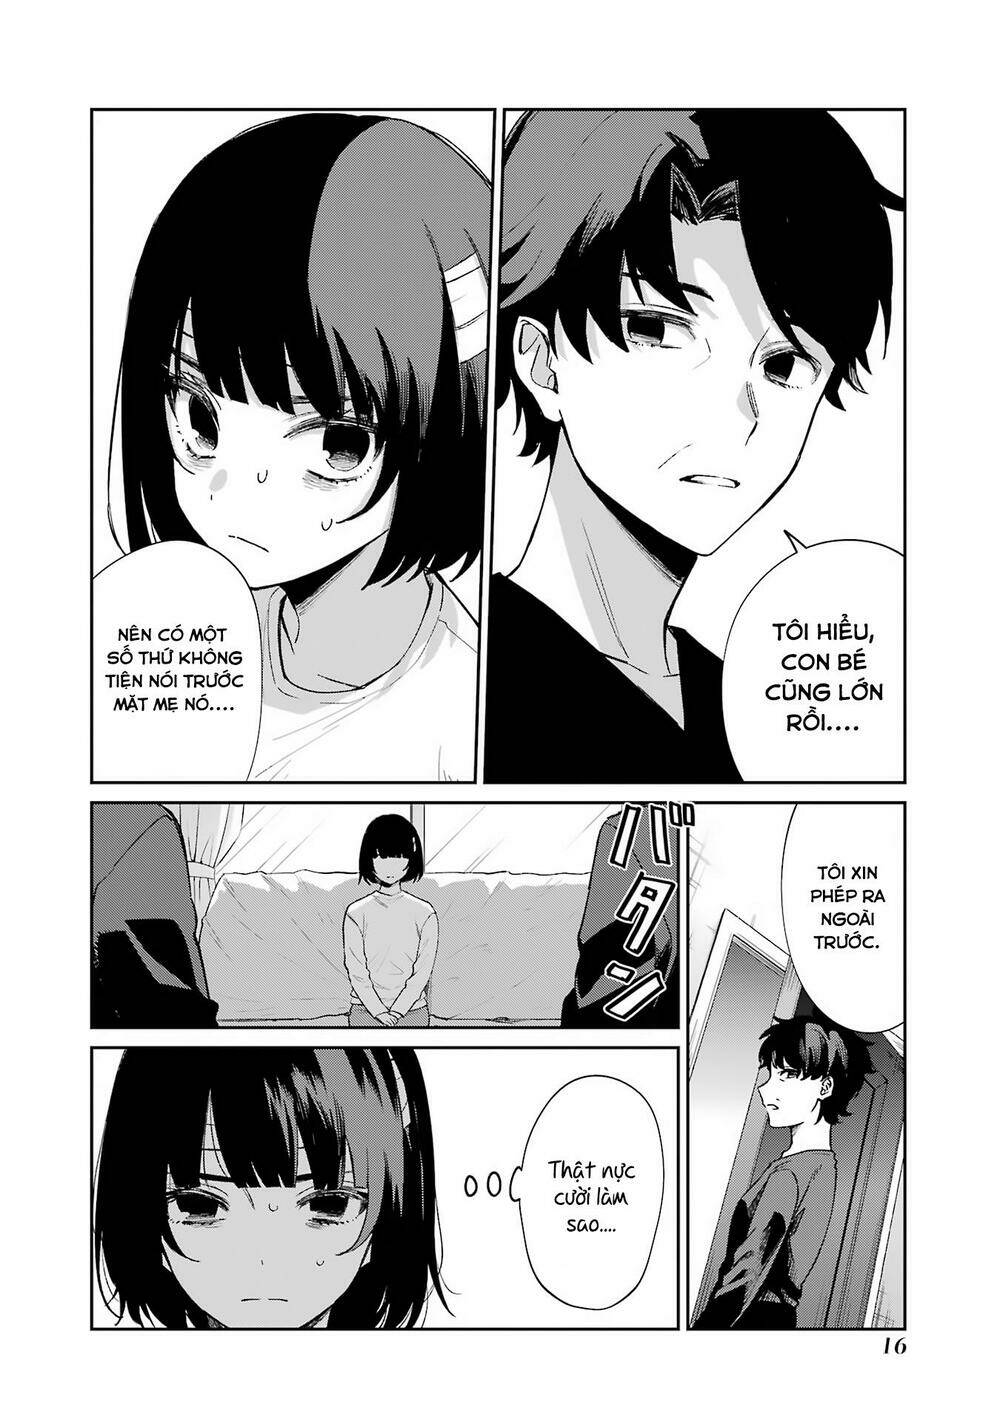 TÔI HIỂU,
CON BÉ
CŨNG LỚN
RỒI....
NÊN CÓ MỘT
SỐ THỨ KHÔNG
TIỆN NÓI TRƯỚC
MẶT MẸ NÓ....
TÔI XIN
PHÉP RA
NGOÀI
TRƯỚC.
バタン
Thật nực
cười làm
sao....
16